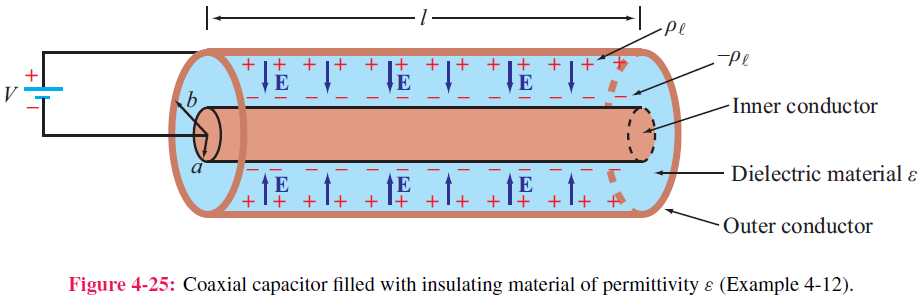 l
ρℓ
+ + + + + + + + + + + +
−ρℓ
E E E
V + −
− − − − − − − − − − − −
b
Inner conductor
a
− − − − − − − − − − − −
E E E
Dielectric material ε
+ + + + + + + + + + + +
Outer conductor
Figure 4-25: Coaxial capacitor filled with insulating material of permittivity ε (Example 4-12).